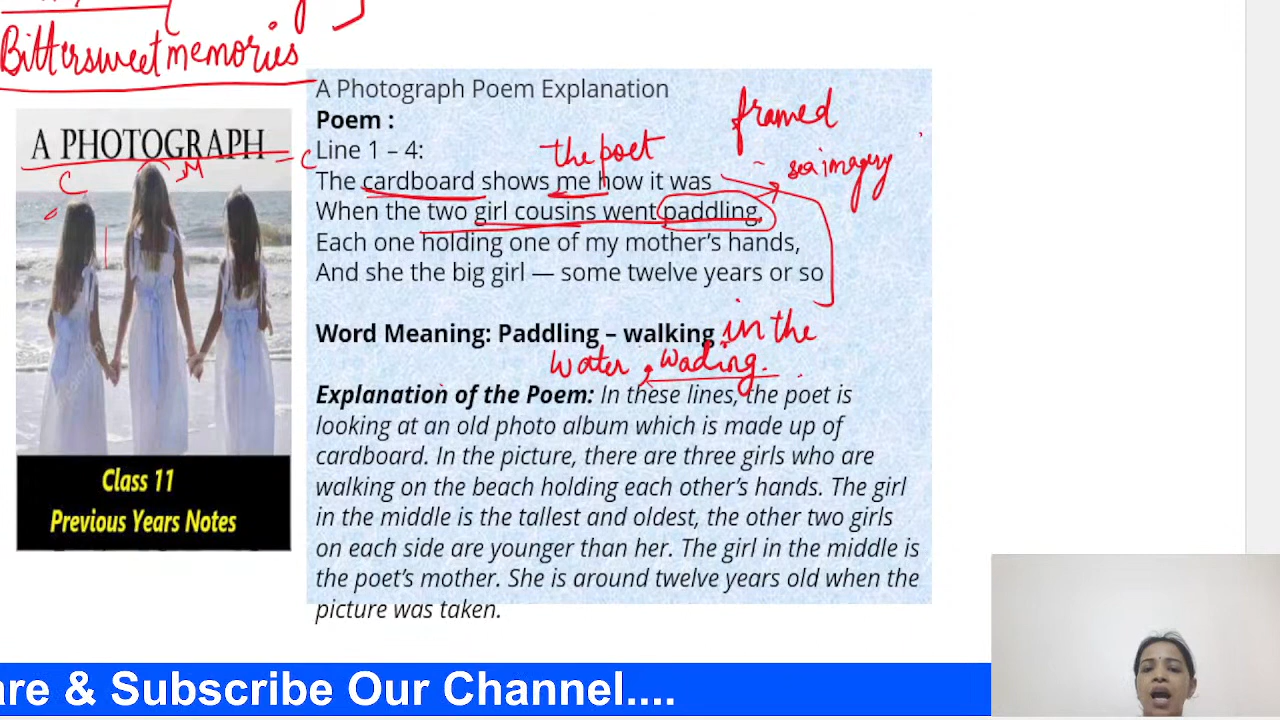 Bittersweet memories
A PHOTOGRAPH
C
M
C
Class 11
Previous Years Notes
A Photograph Poem Explanation
Poem :
Line 1 – 4:
The cardboard shows me how it was
When the two girl cousins went paddling,
Each one holding one of my mother's hands,
And she the big girl — some twelve years or so
the poet
framed
sea imagery
Word Meaning: Paddling – walking in the
water, wading.
Explanation of the Poem: In these lines, the poet is
looking at an old photo album which is made up of
cardboard. In the picture, there are three girls who are
walking on the beach holding each other's hands. The girl
in the middle is the tallest and oldest, the other two girls
on each side are younger than her. The girl in the middle is
the poet's mother. She is around twelve years old when the
picture was taken.
are & Subscribe Our Channel....